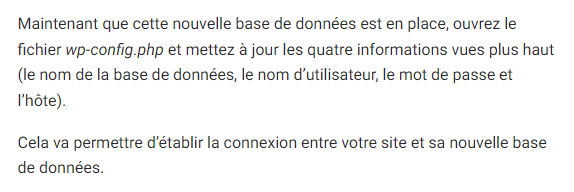 Maintenant que cette nouvelle base de données est en place, ouvrez le
fichier wp-config.php et mettez à jour les quatre informations vues plus haut
(le nom de la base de données, le nom d’utilisateur, le mot de passe et
l’hôte).
Cela va permettre d’établir la connexion entre votre site et sa nouvelle base
de données.